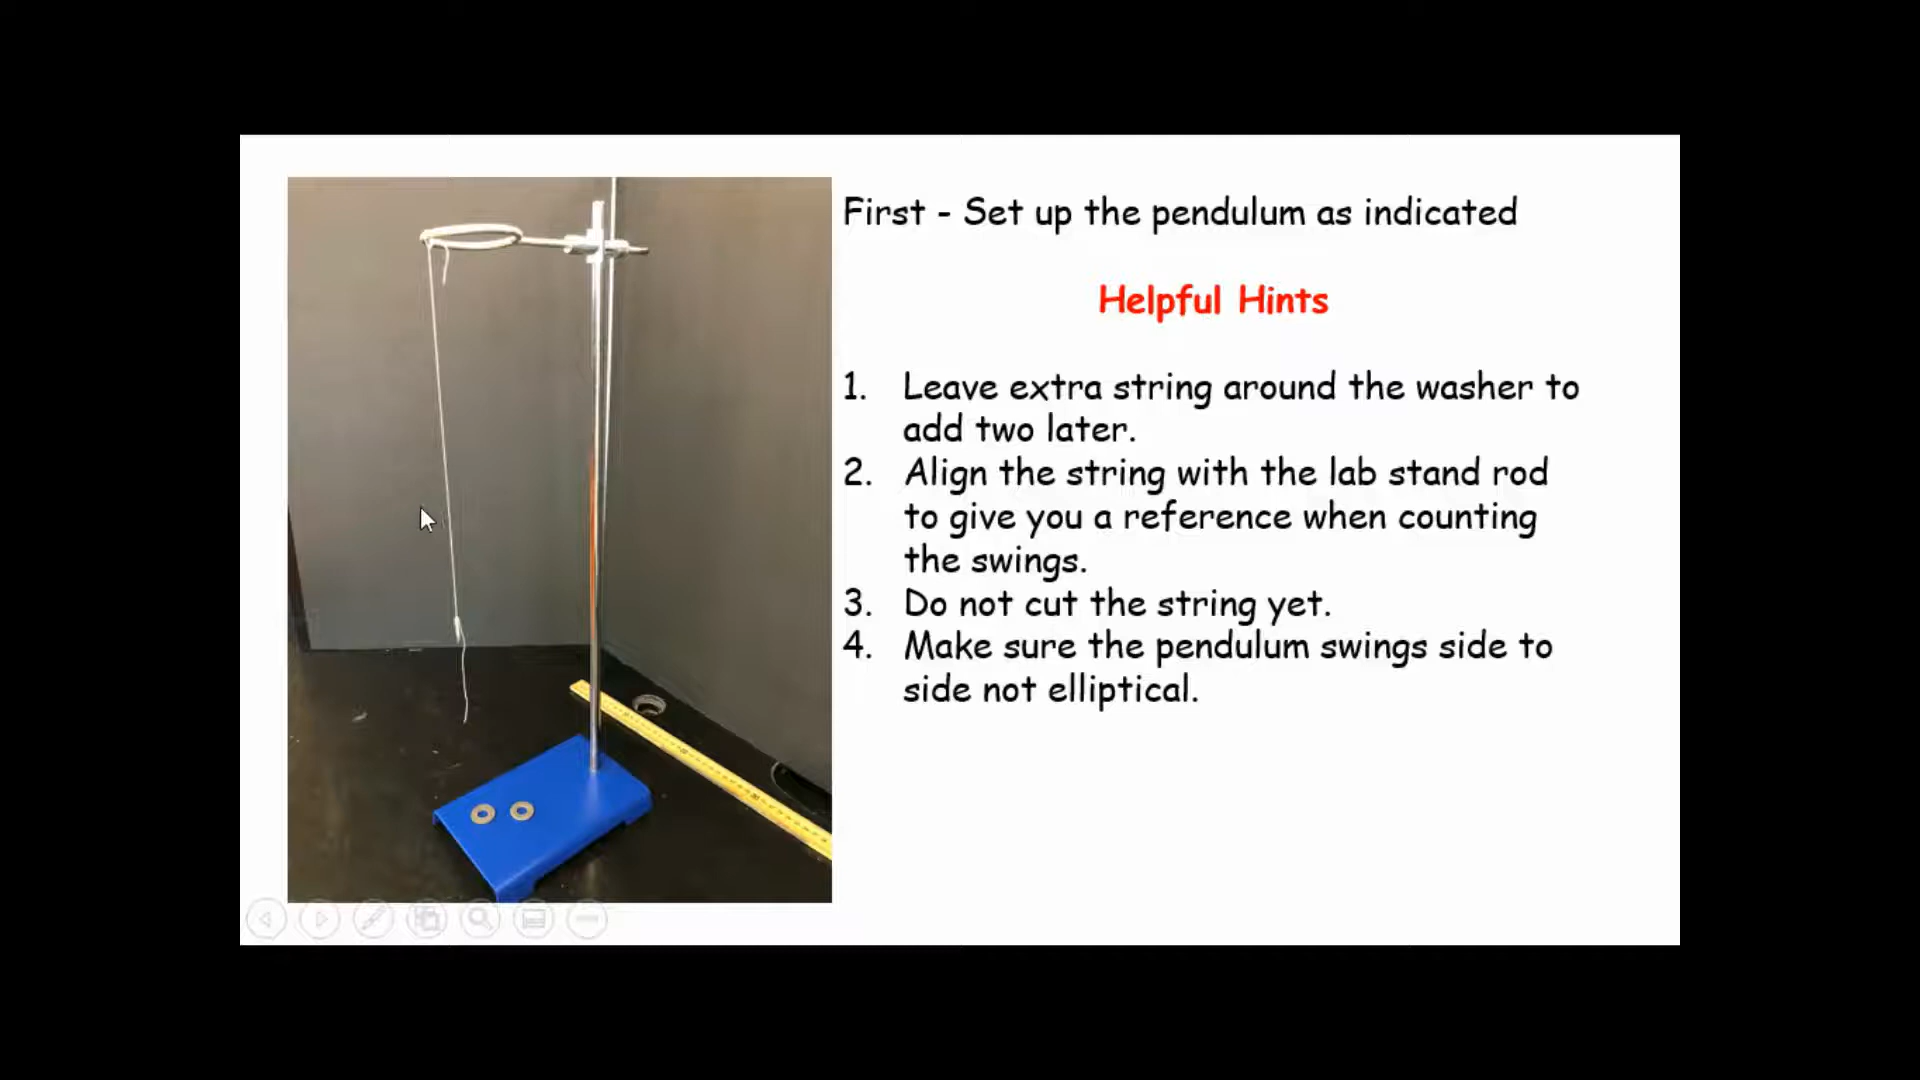 First - Set up the pendulum as indicated
Helpful Hints
1. Leave extra string around the washer to
add two later.
2. Align the string with the lab stand rod
to give you a reference when counting
the swings.
3. Do not cut the string yet.
4. Make sure the pendulum swings side to
side not elliptical.